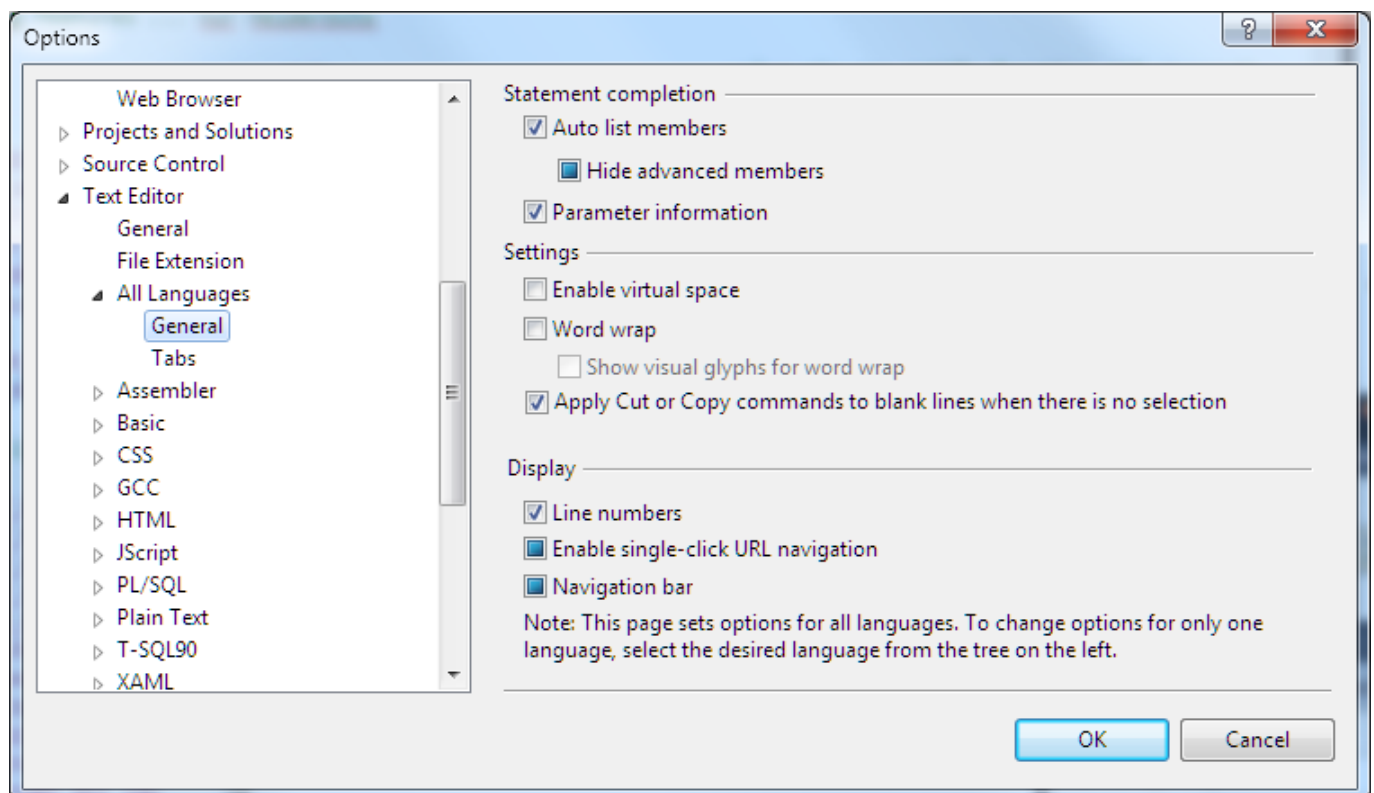 Options
Web Browser
Projects and Solutions
Source Control
Text Editor
General
File Extension
All Languages
General
Tabs
Assembler
Basic
CSS
GCC
HTML
JScript
PL/SQL
Plain Text
T-SQL90
XAML
Statement completion
Auto list members
Hide advanced members
Parameter information
Settings
Enable virtual space
Word wrap
Show visual glyphs for word wrap
Apply Cut or Copy commands to blank lines when there is no selection
Display
Line numbers
Enable single-click URL navigation
Navigation bar
Note: This page sets options for all languages. To change options for only one
language, select the desired language from the tree on the left.
OK
Cancel